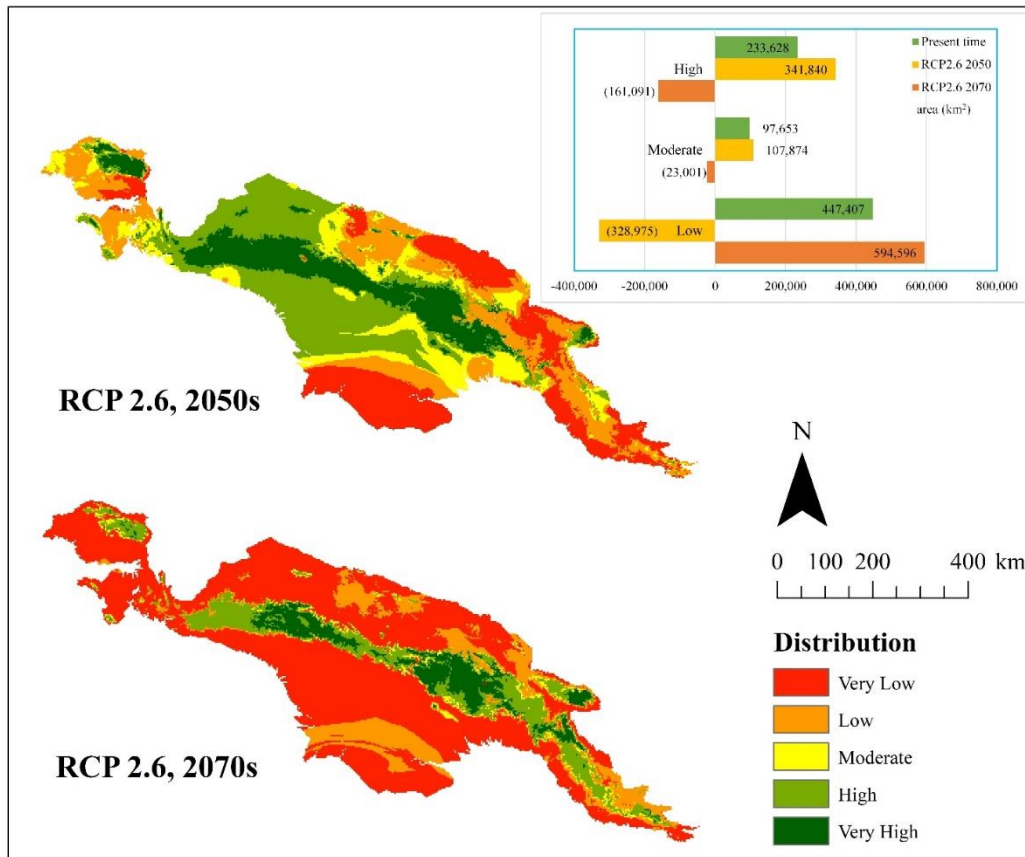 233,628
Present time
High
341,840
RCP2.6 2050
(161,091)
RCP2.6 2070
area (km²)
97,653
Moderate
107,874
(23,001)
447,407
(328,975)
Low
594,596
-400,000 -200,000 0 200,000 400,000 600,000 800,000
RCP 2.6, 2050s
N
0 100 200 400 km
RCP 2.6, 2070s
Distribution
Very Low
Low
Moderate
High
Very High